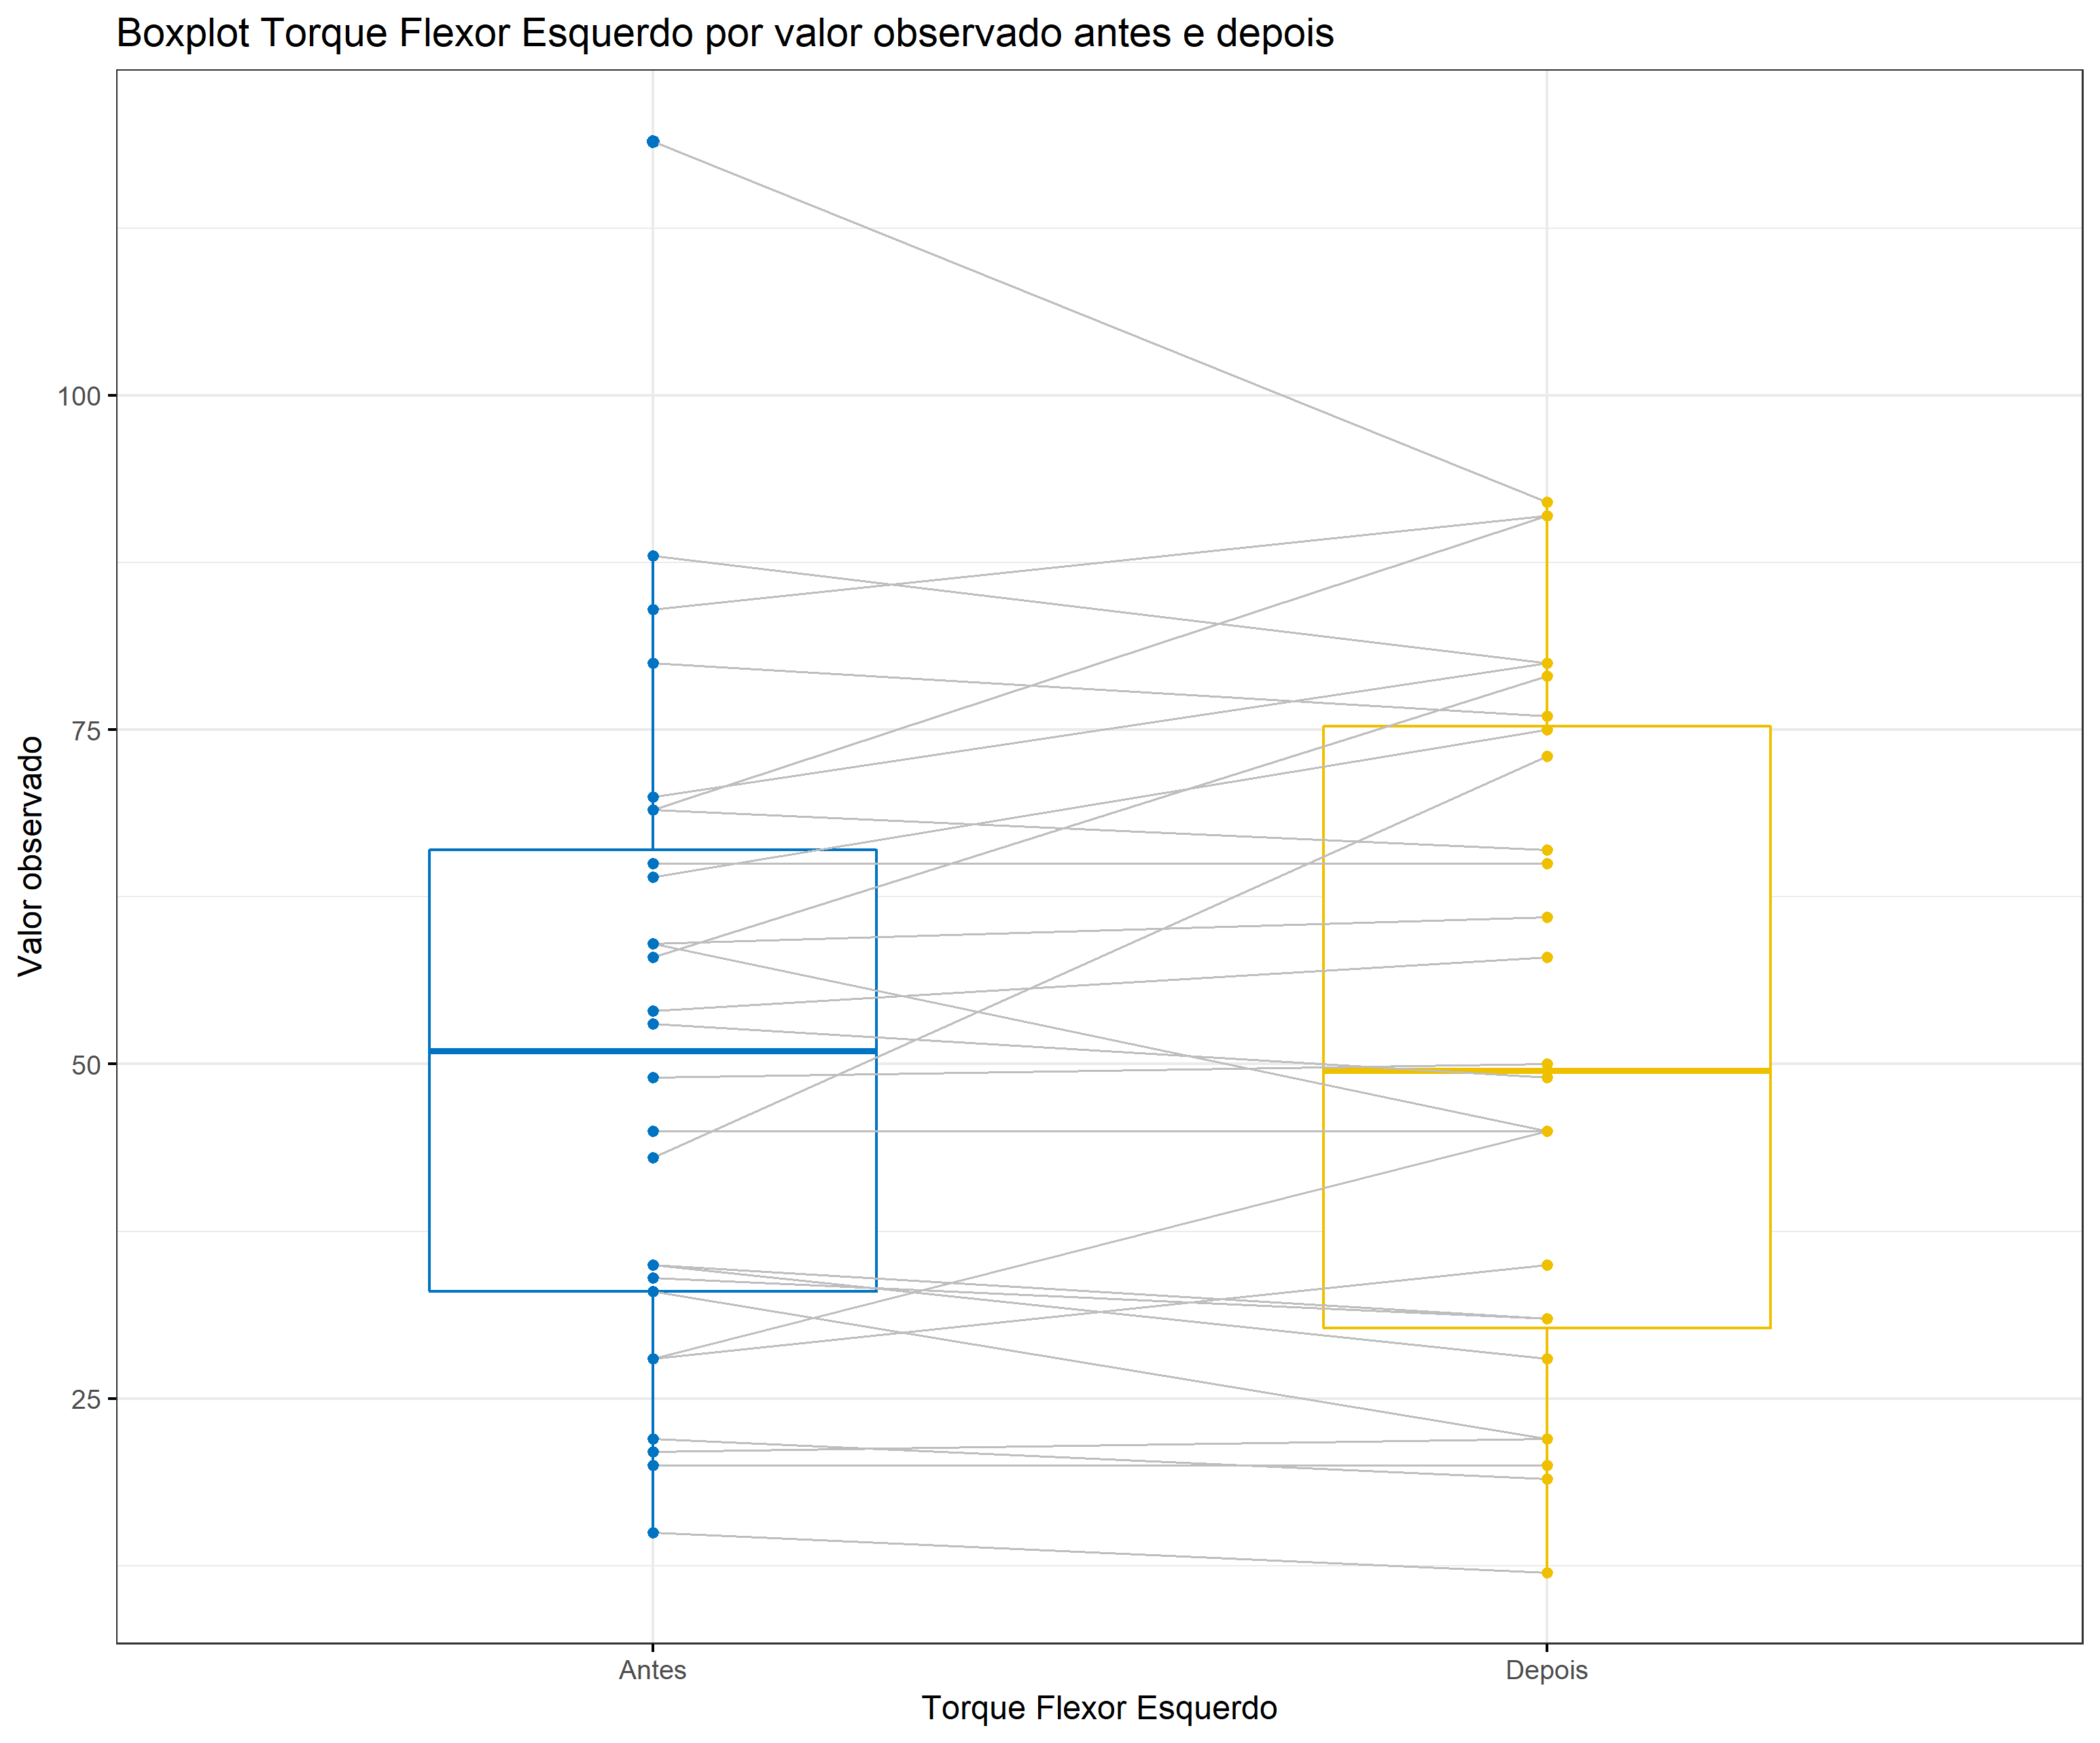 Boxplot Torque Flexor Esquerdo por valor observado antes e depois
Valor observado
100
75
50
25
Antes
Depois
Torque Flexor Esquerdo